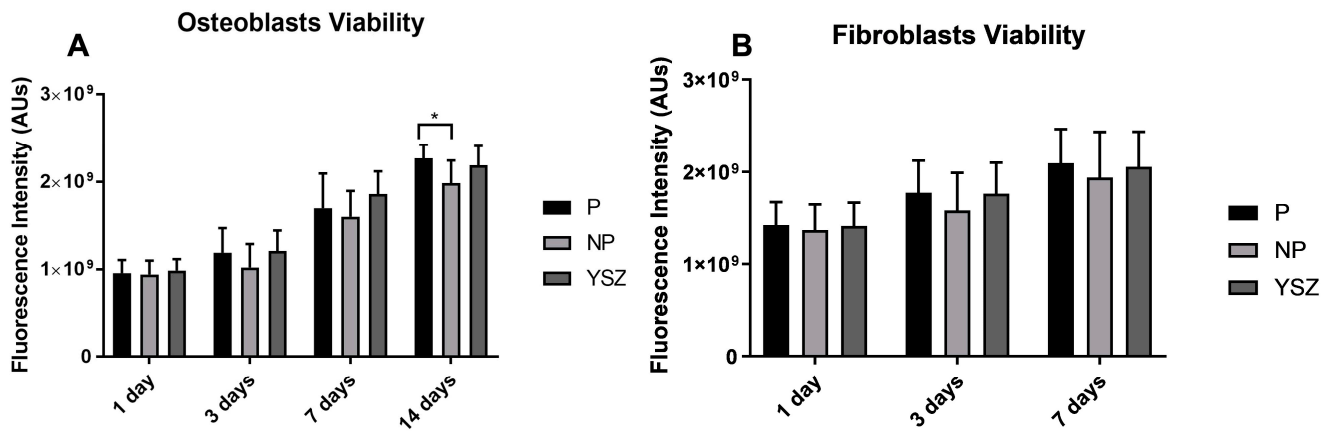 Osteoblasts Viability
A
Fluorescence Intensity (AUs)
3×10⁹
2×10⁹
1×10⁹
0
*
1 day
3 days
7 days
14 days
P
NP
YSZ
Fibroblasts Viability
B
Fluorescence Intensity (AUs)
3×10⁹
2×10⁹
1×10⁹
0
1 day
3 days
7 days
P
NP
YSZ